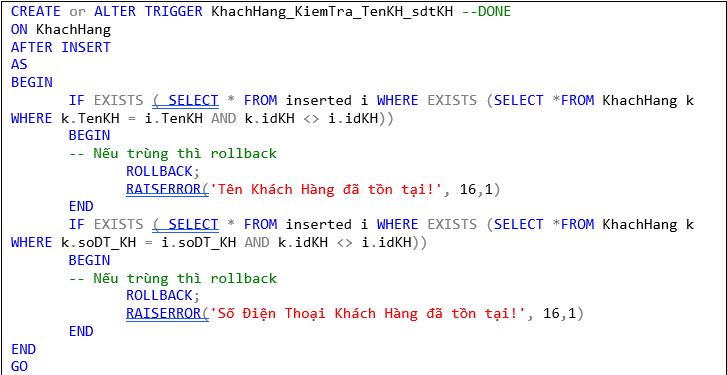 CREATE or ALTER TRIGGER KhachHang_KiemTra_TenKH_sdtKH --DONE
ON KhachHang
AFTER INSERT
AS
BEGIN
IF EXISTS ( SELECT * FROM inserted i WHERE EXISTS (SELECT *FROM KhachHang k
WHERE k.TenKH = i.TenKH AND k.idKH <> i.idKH))
BEGIN
-- Nếu trùng thì rollback
ROLLBACK;
RAISERROR('Tên Khách Hàng đã tồn tại!', 16,1)
END
IF EXISTS ( SELECT * FROM inserted i WHERE EXISTS (SELECT *FROM KhachHang k
WHERE k.soDT_KH = i.soDT_KH AND k.idKH <> i.idKH))
BEGIN
-- Nếu trùng thì rollback
ROLLBACK;
RAISERROR('Số Điện Thoại Khách Hàng đã tồn tại!', 16,1)
END
END
GO